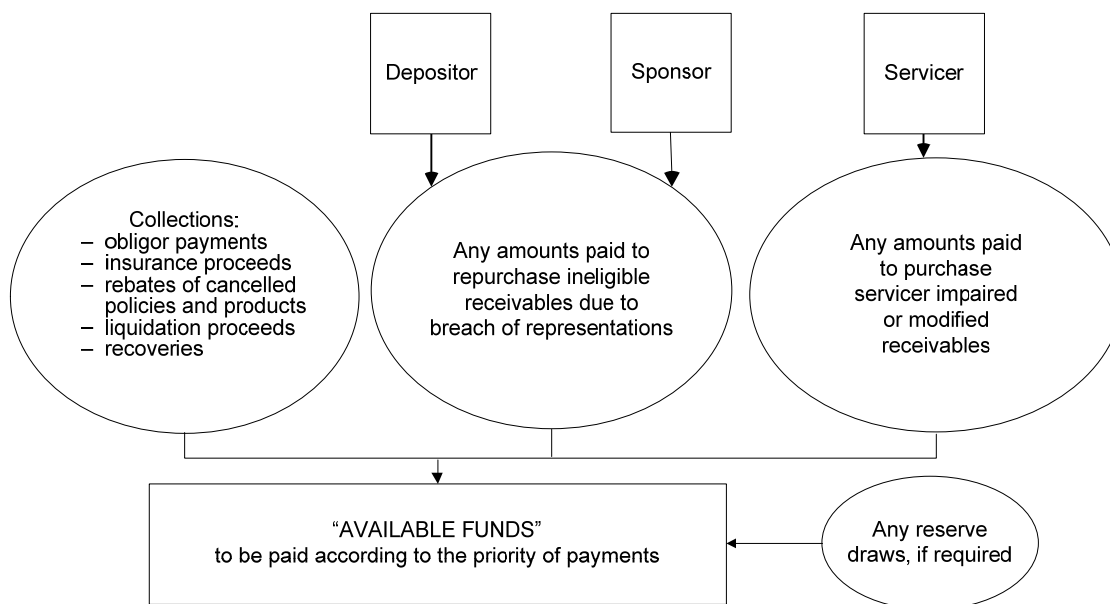 Depositor
Sponsor
Servicer
Collections:
– obligor payments
– insurance proceeds
– rebates of cancelled
policies and products
– liquidation proceeds
– recoveries
Any amounts paid to
repurchase ineligible
receivables due to
breach of representations
Any amounts paid
to purchase
servicer impaired
or modified
receivables
“AVAILABLE FUNDS”
to be paid according to the priority of payments
Any reserve
draws, if required